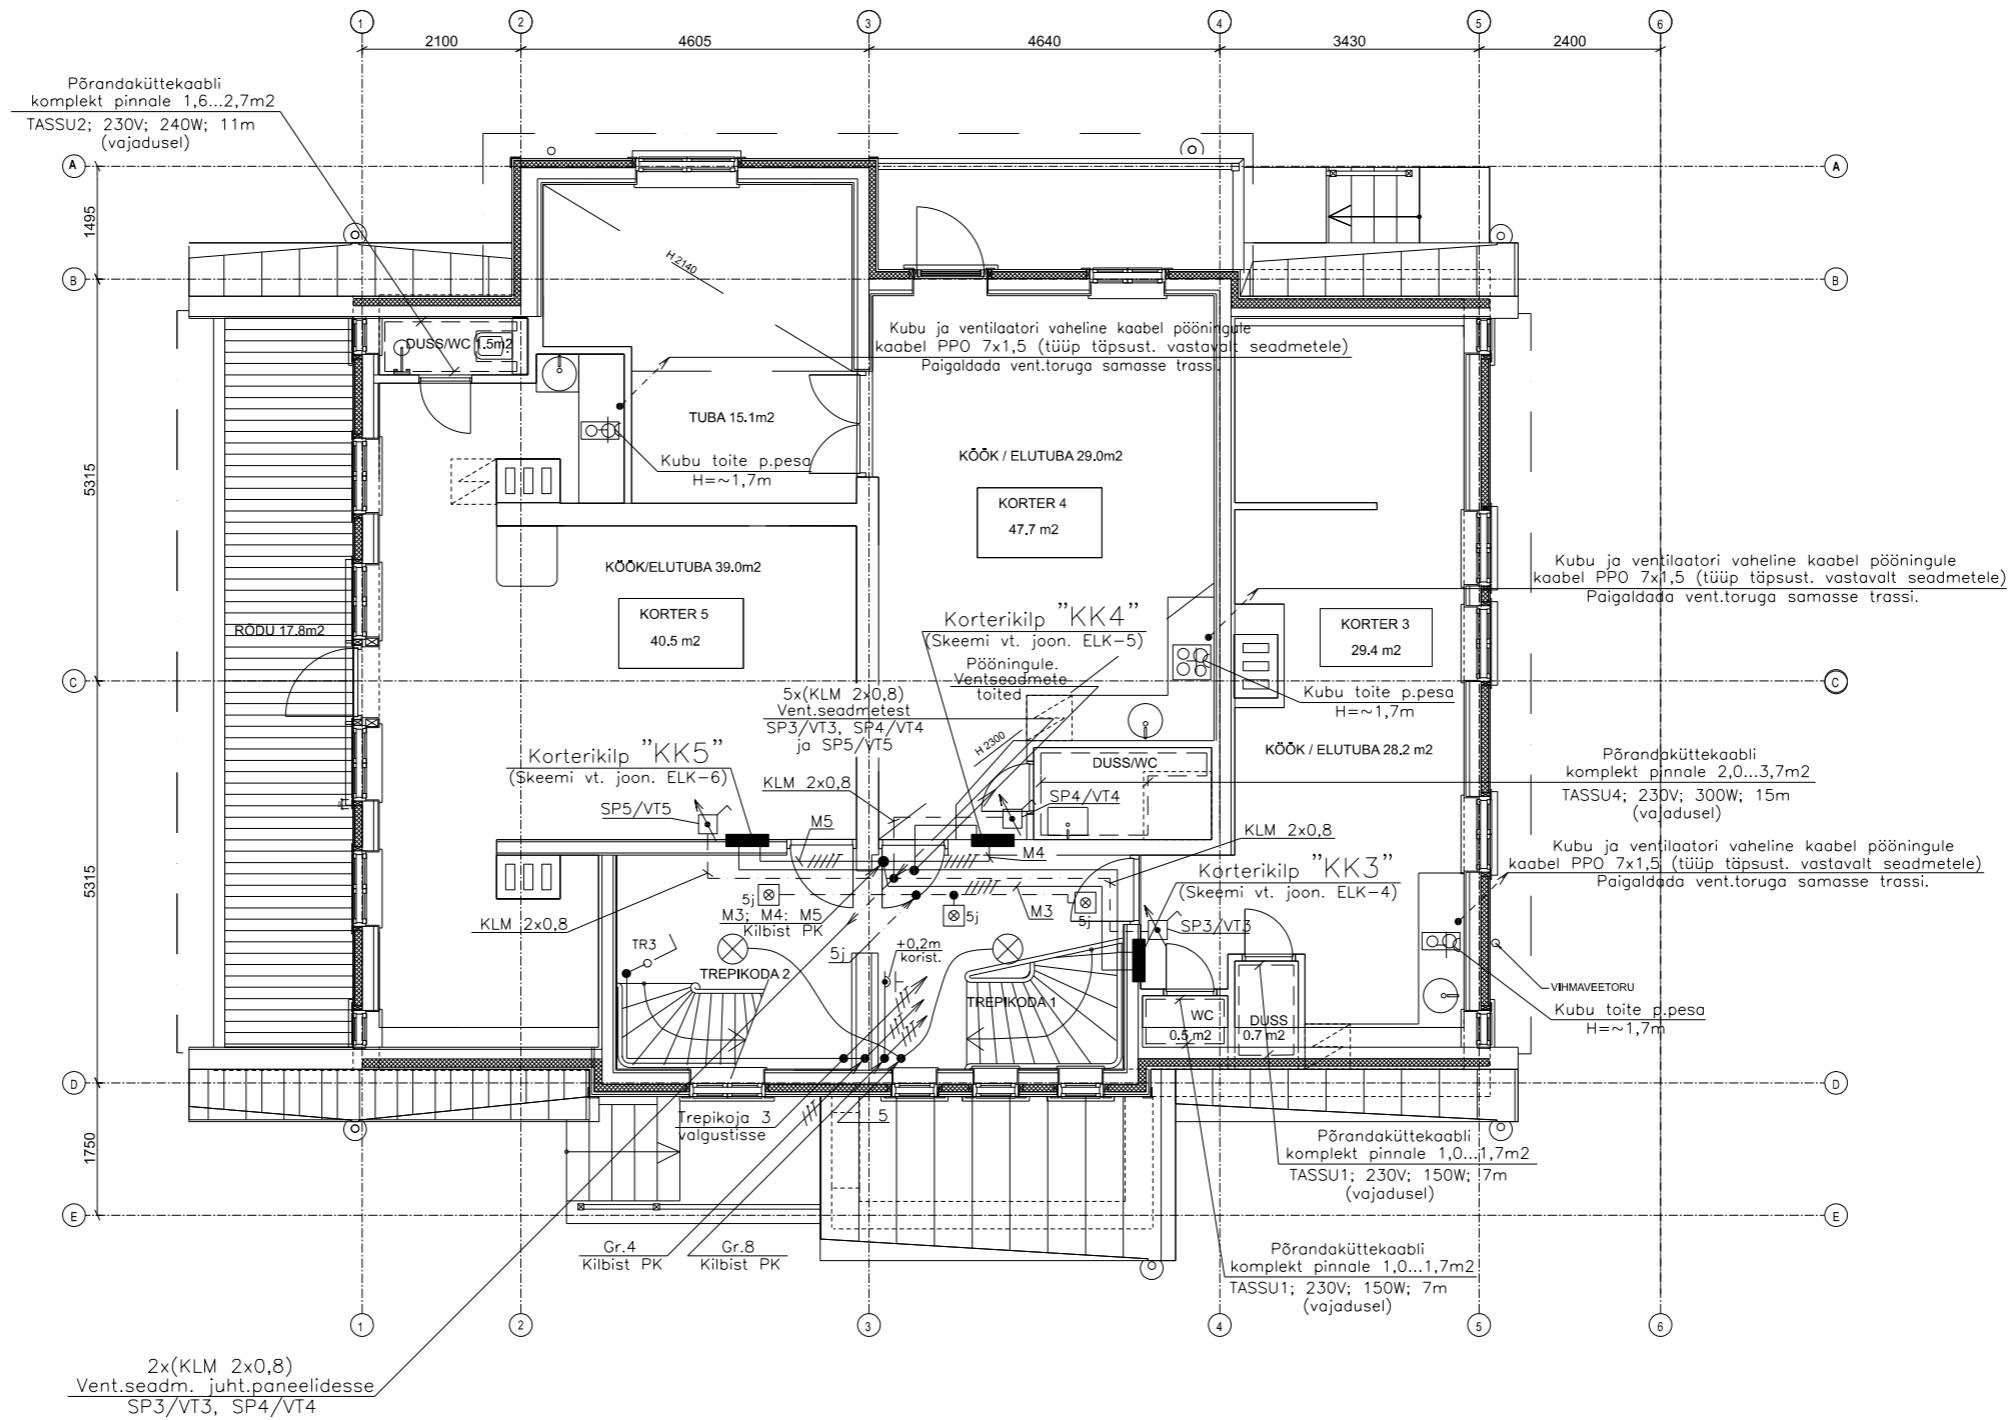 1
2
3
4
5
6
2100
4605
4640
3430
2400
Põrandaküttekaabli
komplekt pinnale 1,6...2,7m2
TASSU2; 230V; 240W; 11m
(vajadusel)
A
A
1495
B
B
H 2140
DUSS/WC 1.5m2
Kubu ja ventilaatori vaheline kaabel pööningule
kaabel PPO 7x1,5 (tüüp täpsust. vastavalt seadmetele)
Paigaldada vent.toruga samasse trassi.
TUBA 15.1m2
Kubu toite p.pesa
H=~1,7m
5315
KÖÖK / ELUTUBA 29.0m2
KORTER 4
47.7 m2
KÖÖK/ELUTUBA 39.0m2
KORTER 5
40.5 m2
RÕDU 17.8m2
Korterikilp "KK4"
(Skeemi vt. joon. ELK-5)
Pööningule.
Ventseadmete
toited
Kubu ja ventilaatori vaheline kaabel pööningule
kaabel PPO 7x1,5 (tüüp täpsust. vastavalt seadmetele)
Paigaldada vent.toruga samasse trassi.
KORTER 3
29.4 m2
C
C
Kubu toite p.pesa
H=~1,7m
5x(KLM 2x0,8)
Vent.seadmetest
SP3/VT3, SP4/VT4
ja SP5/VT5
H 2300
Korterikilp "KK5"
(Skeemi vt. joon. ELK-6)
KLM 2x0,8
DUSS/WC
KÖÖK / ELUTUBA 28.2 m2
Põrandaküttekaabli
komplekt pinnale 2,0...3,7m2
TASSU4; 230V; 300W; 15m
(vajadusel)
SP5/VT5
SP4/VT4
M5
M4
KLM 2x0,8
Kubu ja ventilaatori vaheline kaabel pööningule
kaabel PPO 7x1,5 (tüüp täpsust. vastavalt seadmetele)
Paigaldada vent.toruga samasse trassi.
Korterikilp "KK3"
(Skeemi vt. joon. ELK-4)
5315
5j
5j
5j
M3
M3; M4: M5
Kilbist PK
KLM 2x0,8
SP3/VT3
TR3
5j
+0,2m
korist.
TREPIKODA 2
TREPIKODA 1
WC
0.5 m2
DUSS
0.7 m2
VIHMAVEETORU
Kubu toite p.pesa
H=~1,7m
D
D
Trepikoja 3
valgustisse
5
1750
Põrandaküttekaabli
komplekt pinnale 1,0...1,7m2
TASSU1; 230V; 150W; 7m
(vajadusel)
E
E
Gr.4
Kilbist PK
Gr.8
Kilbist PK
Põrandaküttekaabli
komplekt pinnale 1,0...1,7m2
TASSU1; 230V; 150W; 7m
(vajadusel)
1
2
3
4
5
6
2x(KLM 2x0,8)
Vent.seadm. juht.paneelidesse
SP3/VT3, SP4/VT4